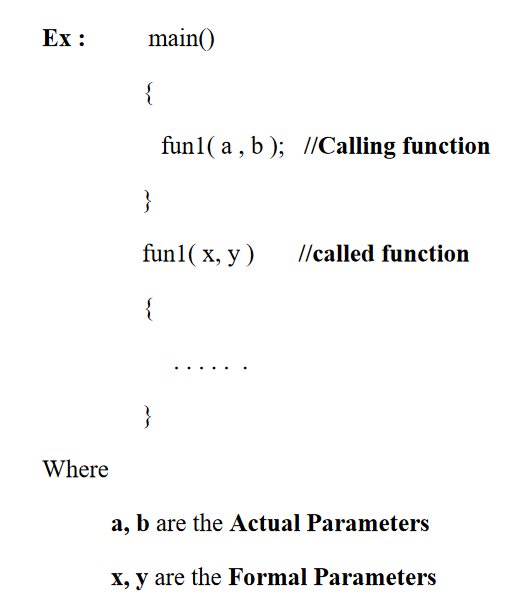 Ex : main()
{
fun1( a , b ); //Calling function
}
fun1( x, y ) //called function
{
. . . . . .
}
Where
a, b are the Actual Parameters
x, y are the Formal Parameters